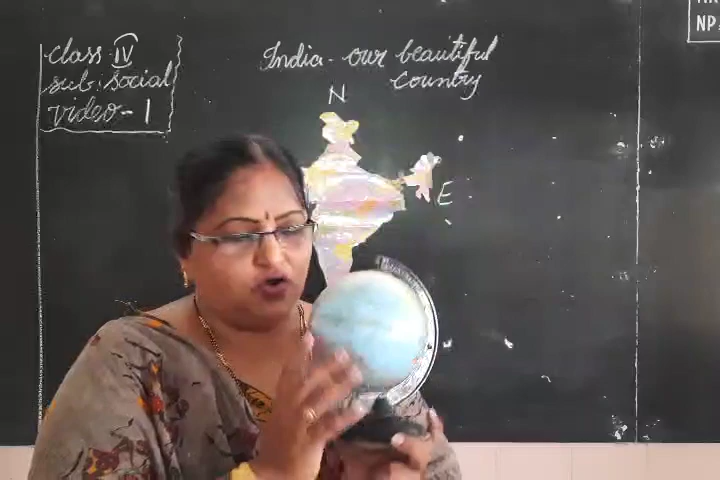 class. IV
sub: social
video- 1
India- our beautiful
country
N
E
NP